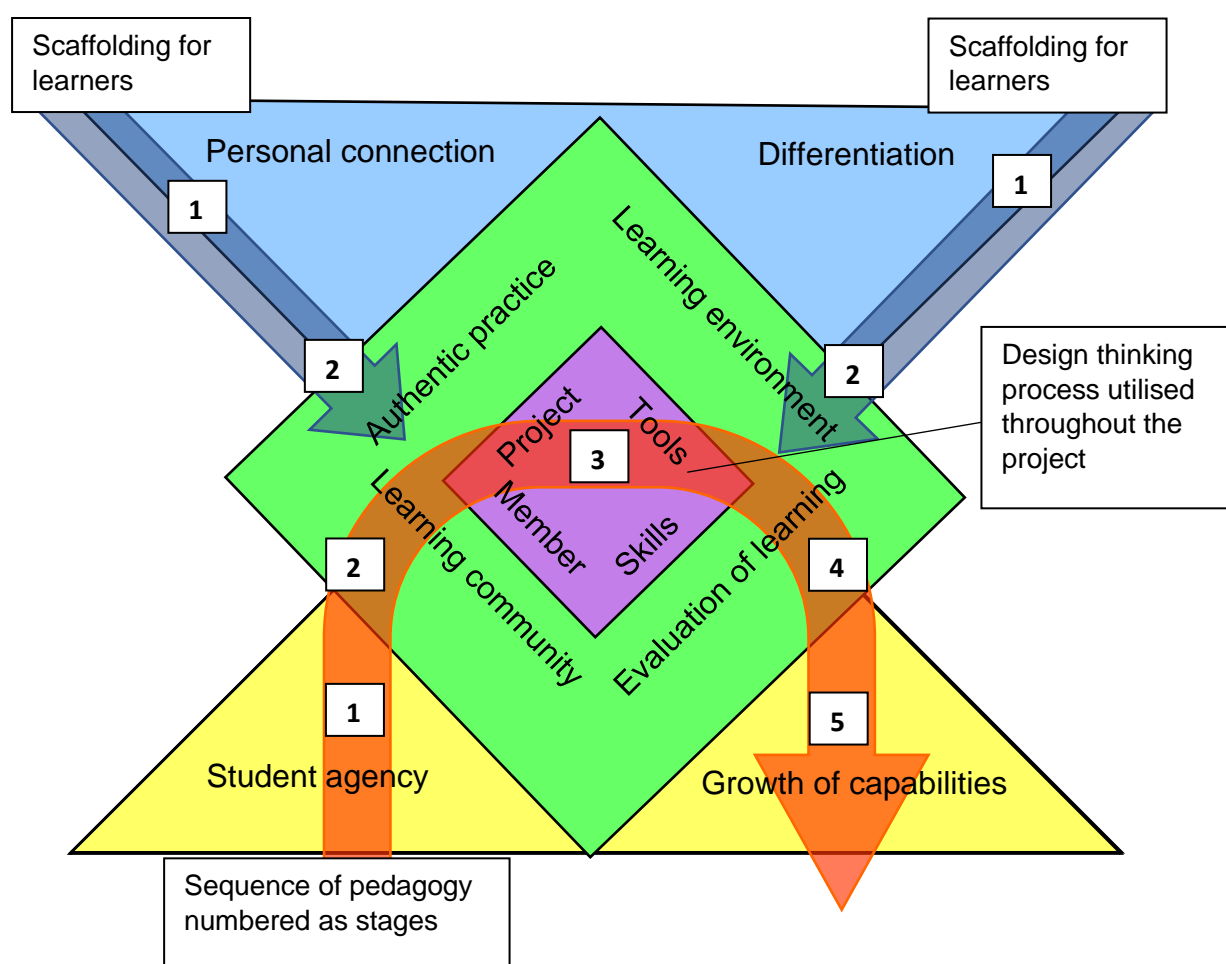 Scaffolding for
learners
Scaffolding for
learners
Personal connection
Differentiation
1
1
Authentic practice
Learning environment
2
2
Design thinking
process utilised
throughout the
project
Project
Tools
3
Member
Skills
Learning community
Evaluation of learning
2
4
1
5
Student agency
Growth of capabilities
Sequence of pedagogy
numbered as stages